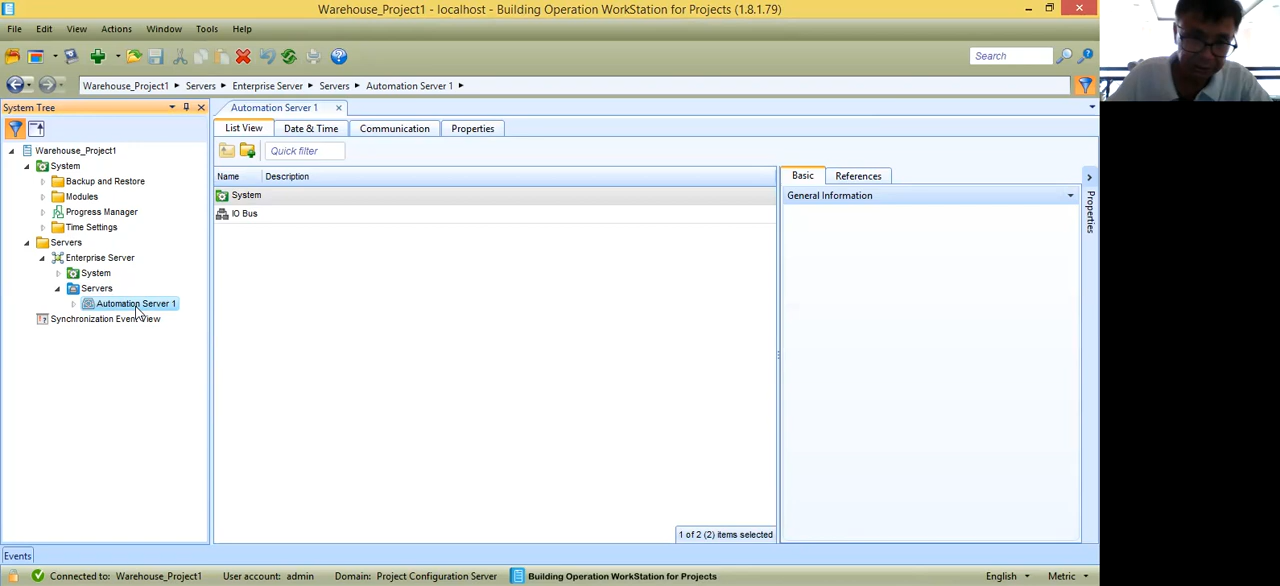 Warehouse_Project1 - localhost - Building Operation WorkStation for Projects (1.8.1.79)
File Edit View Actions Window Tools Help
Search
Warehouse_Project1 Servers Enterprise Server Servers Automation Server 1
System Tree
Automation Server 1
List View Date & Time Communication Properties
Quick filter
Name Description
System
IO Bus
Basic References
General Information
Properties
Warehouse_Project1
System
Backup and Restore
Modules
Progress Manager
Time Settings
Servers
Enterprise Server
System
Servers
Automation Server 1
Synchronization Event View
1 of 2 (2) items selected
Events
Connected to: Warehouse_Project1 User account: admin Domain: Project Configuration Server Building Operation WorkStation for Projects English Metric